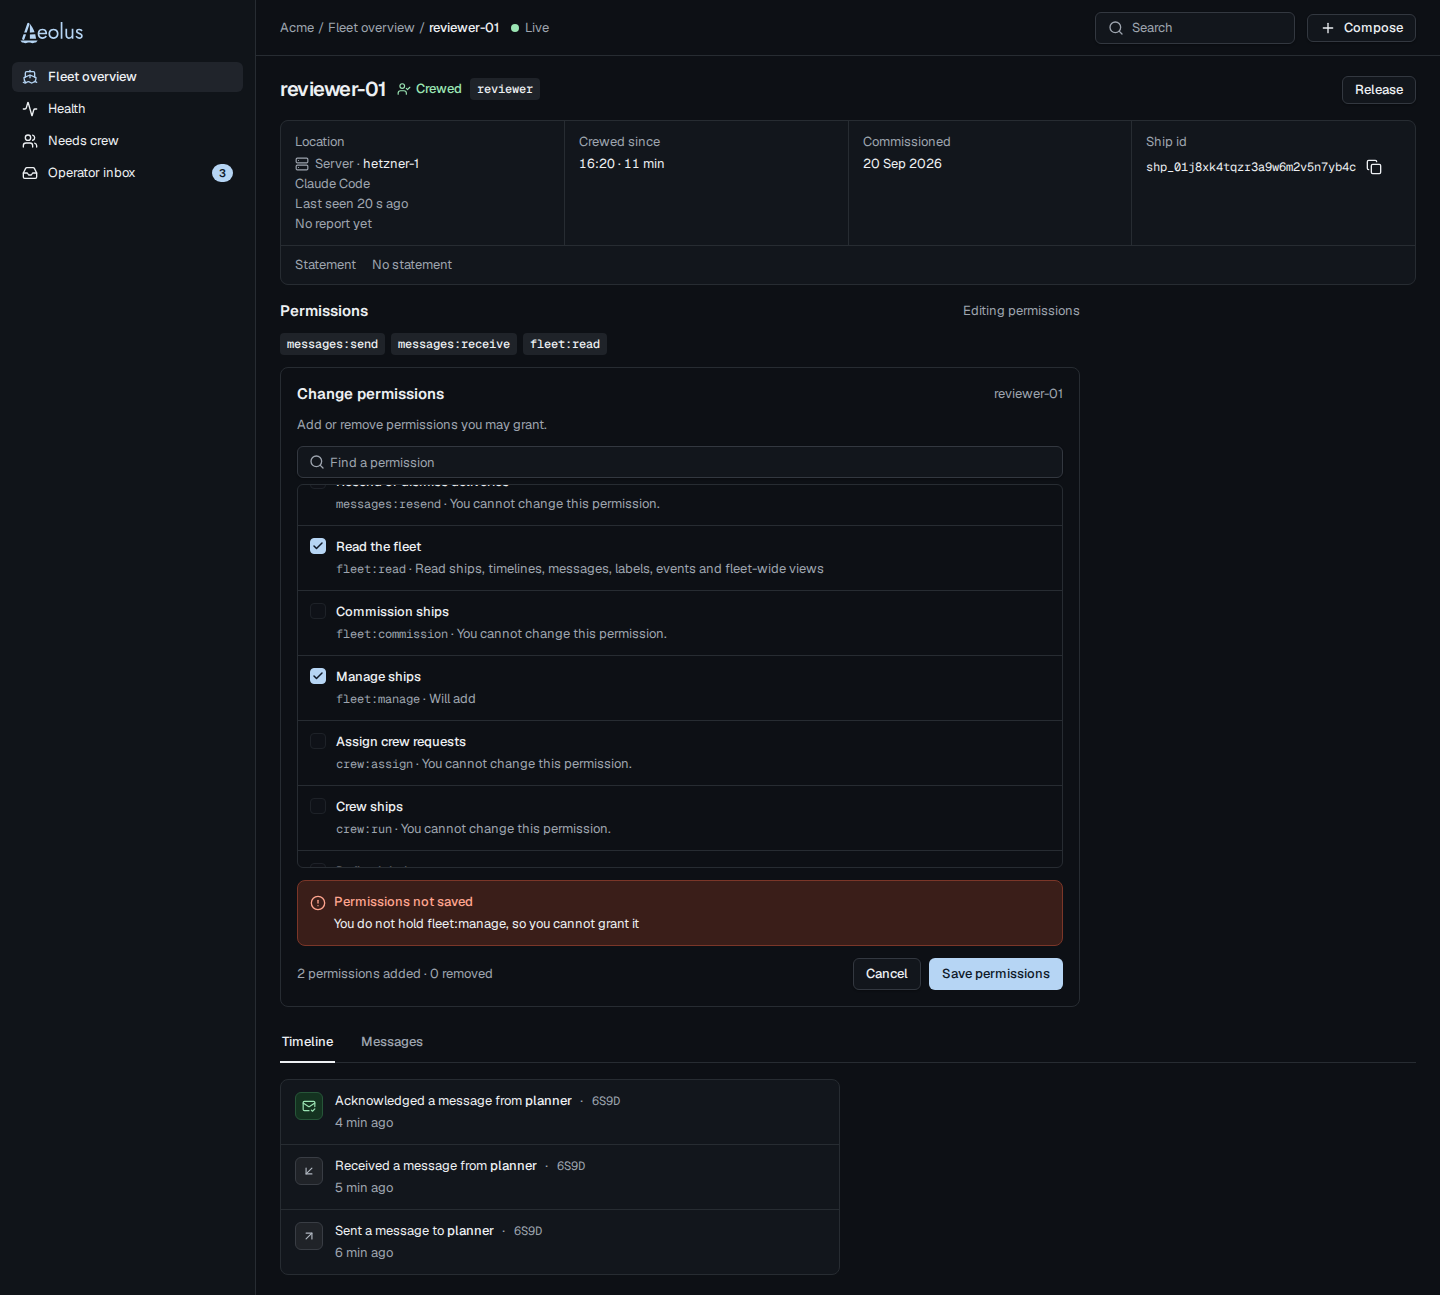 Aeolus
Acme / Fleet overview / reviewer-01 Live
Search
Compose
Fleet overview
Health
Needs crew
Operator inbox 3
reviewer-01 Crewed reviewer
Release
Location
Server · hetzner-1
Claude Code
Last seen 20 s ago
No report yet
Crewed since
16:20 · 11 min
Commissioned
20 Sep 2026
Ship id
shp_01j8xk4tqzr3a9w6m2v5n7yb4c
Statement No statement
Permissions
Editing permissions
messages:send messages:receive fleet:read
Change permissions
reviewer-01
Add or remove permissions you may grant.
Find a permission
messages:resend · You cannot change this permission.
Read the fleet
fleet:read · Read ships, timelines, messages, labels, events and fleet-wide views
Commission ships
fleet:commission · You cannot change this permission.
Manage ships
fleet:manage · Will add
Assign crew requests
crew:assign · You cannot change this permission.
Crew ships
crew:run · You cannot change this permission.
Permissions not saved
You do not hold fleet:manage, so you cannot grant it
2 permissions added · 0 removed
Cancel
Save permissions
Timeline
Messages
Acknowledged a message from planner · 6S9D
4 min ago
Received a message from planner · 6S9D
5 min ago
Sent a message to planner · 6S9D
6 min ago